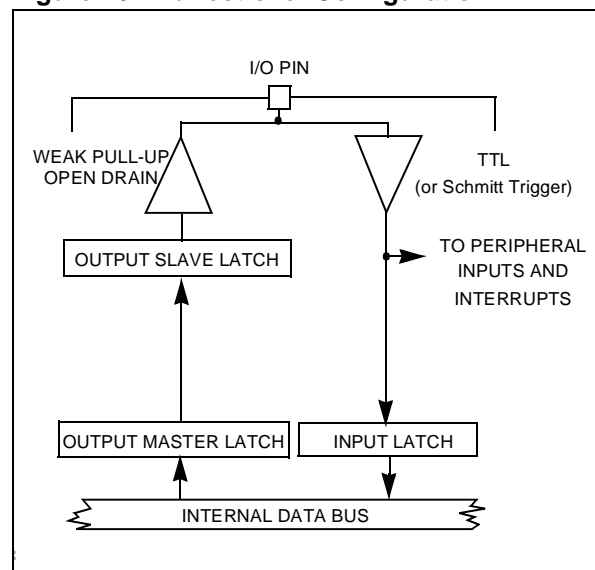 I/O PIN
WEAK PULL-UP
OPEN DRAIN
TTL
(or Schmitt Trigger)
OUTPUT SLAVE LATCH
TO PERIPHERAL
INPUTS AND
INTERRUPTS
OUTPUT MASTER LATCH
INPUT LATCH
INTERNAL DATA BUS